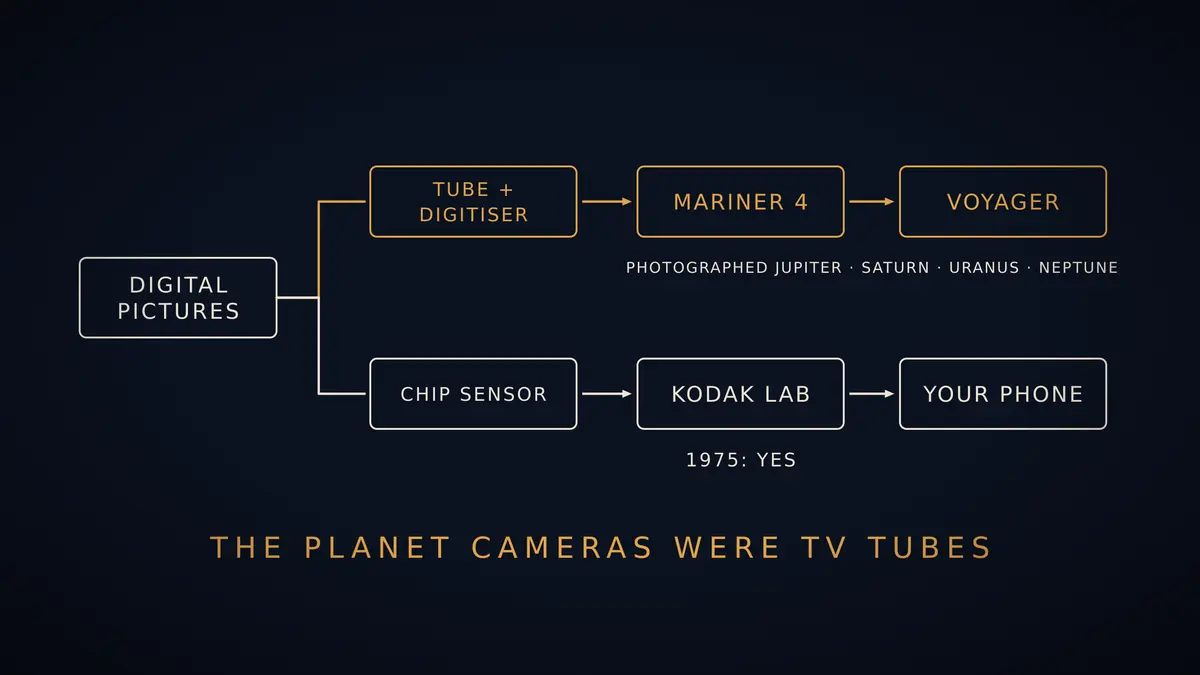 TUBE +
DIGITISER
MARINER 4
VOYAGER
PHOTOGRAPHED JUPITER · SATURN · URANUS · NEPTUNE
DIGITAL
PICTURES
CHIP SENSOR
KODAK LAB
YOUR PHONE
1975: YES
THE PLANET CAMERAS WERE TV TUBES